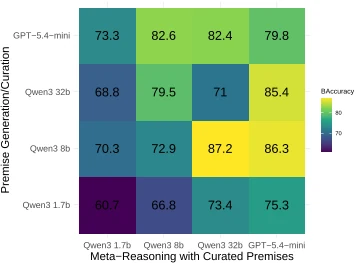 Premise Generation/Curation
GPT−5.4−mini 73.3 82.6 82.4 79.8
Qwen3 32b 68.8 79.5 71 85.4
Qwen3 8b 70.3 72.9 87.2 86.3
Qwen3 1.7b 60.7 66.8 73.4 75.3
Qwen3 1.7b Qwen3 8b Qwen3 32b GPT−5.4−mini
Meta−Reasoning with Curated Premises
BAccuracy
80
70